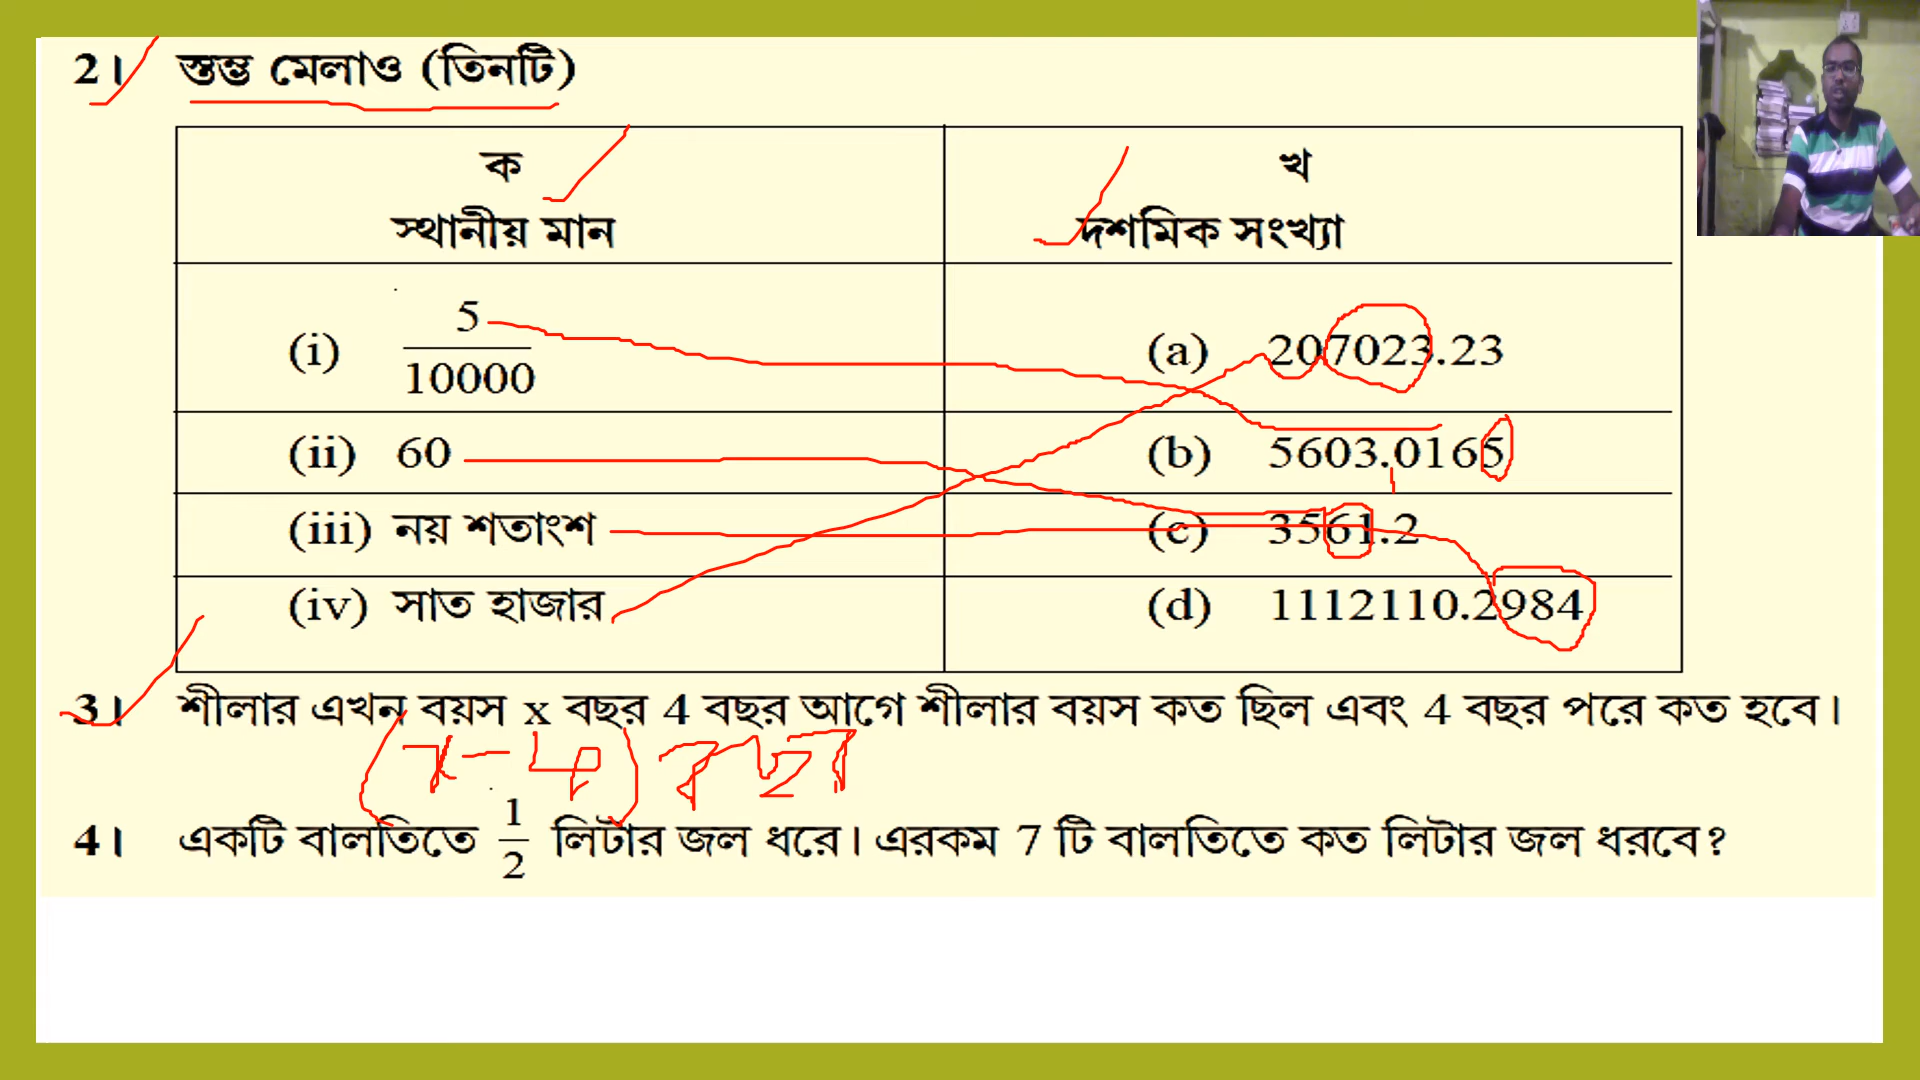 2। স্তম্ভ মেলাও (তিনটি)
ক খ
স্থানীয় মান দশমিক সংখ্যা
(i) 5/10000 (a) 207023.23
(ii) 60 (b) 5603.0165
(iii) নয় শতাংশ (c) 3561.2
(iv) সাত হাজার (d) 1112110.2984
3। শীলার এখন বয়স x বছর 4 বছর আগে শীলার বয়স কত ছিল এবং 4 বছর পরে কত হবে।
(x-4) বছর
4। একটি বালতিতে 1/2 লিটার জল ধরে। এরকম 7 টি বালতিতে কত লিটার জল ধরবে?